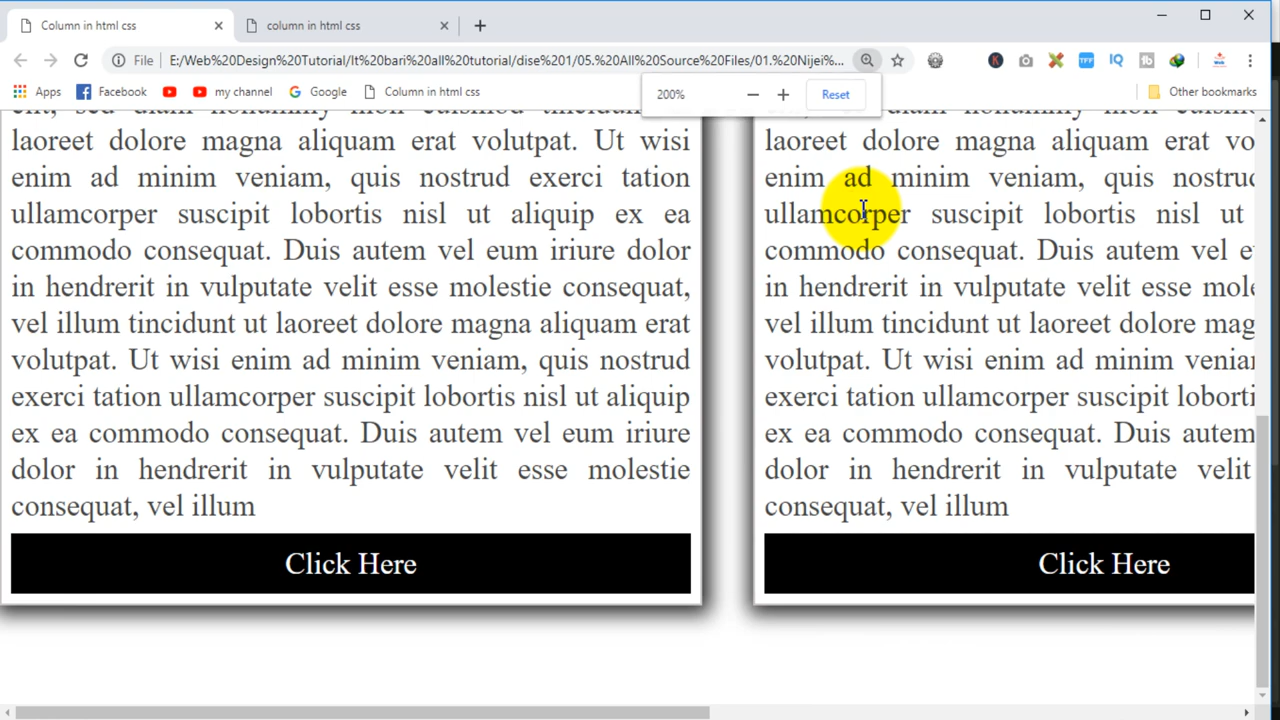 Column in html css
column in html css
File E:/Web%20Design%20Tutorial/It%20bari%20all%20tutorial/dise%201/05.%20All%20Source%20Files/01.%20Nijei%...
Apps Facebook my channel Google Column in html css Other bookmarks
200% Reset
laoreet dolore magna aliquam erat volutpat. Ut wisi
enim ad minim veniam, quis nostrud exerci tation
ullamcorper suscipit lobortis nisl ut aliquip ex ea
commodo consequat. Duis autem vel eum iriure dolor
in hendrerit in vulputate velit esse molestie consequat,
vel illum tincidunt ut laoreet dolore magna aliquam erat
volutpat. Ut wisi enim ad minim veniam, quis nostrud
exerci tation ullamcorper suscipit lobortis nisl ut aliquip
ex ea commodo consequat. Duis autem vel eum iriure
dolor in hendrerit in vulputate velit esse molestie
consequat, vel illum
Click Here
laoreet dolore magna aliquam erat vo
enim ad minim veniam, quis nostru
ullamcorper suscipit lobortis nisl ut
commodo consequat. Duis autem vel e
in hendrerit in vulputate velit esse mole
vel illum tincidunt ut laoreet dolore mag
volutpat. Ut wisi enim ad minim venia
exerci tation ullamcorper suscipit loborti
ex ea commodo consequat. Duis autem
dolor in hendrerit in vulputate velit
consequat, vel illum
Click Here